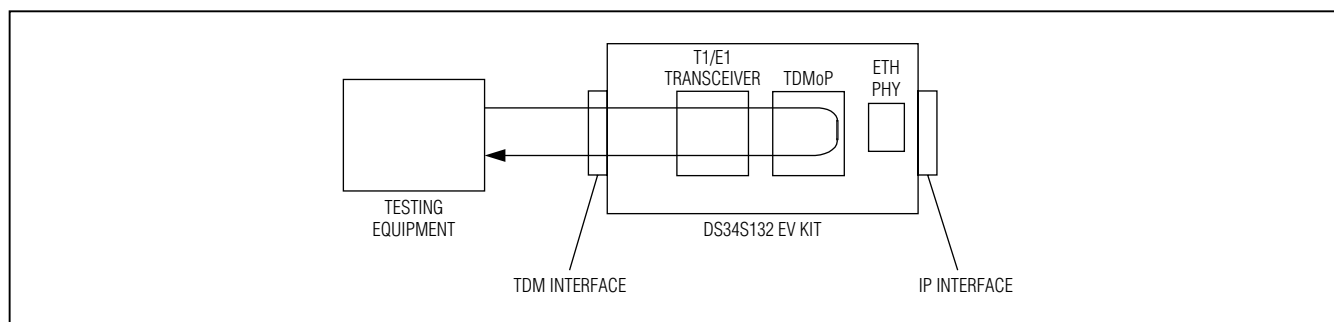 T1/E1
TRANSCEIVER
TDMoP
ETH
PHY
TESTING
EQUIPMENT
DS34S132 EV KIT
TDM INTERFACE
IP INTERFACE